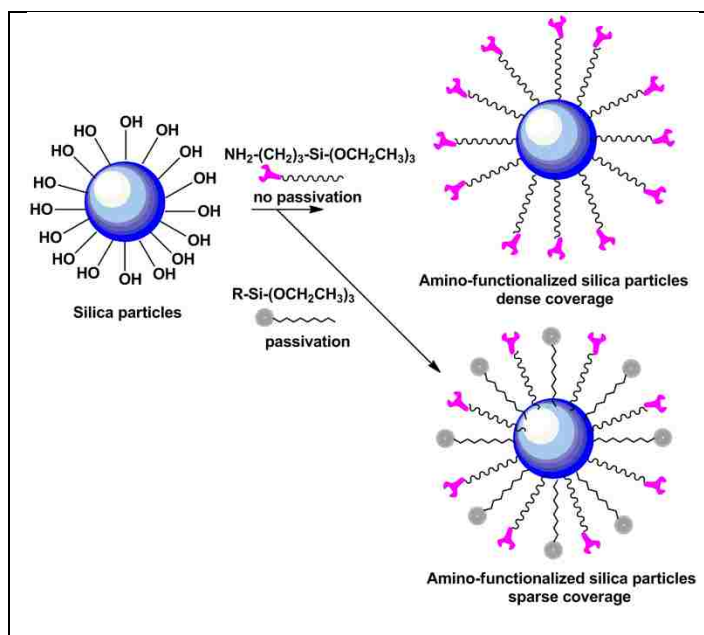 OH
HO OH
HO OH
HO OH
HO OH
HO OH
HO OH
HO OH
OH OH
Silica particles
NH2-(CH2)3-Si-(OCH2CH3)3
no passivation
R-Si-(OCH2CH3)3
passivation
Amino-functionalized silica particles
dense coverage
Amino-functionalized silica particles
sparse coverage